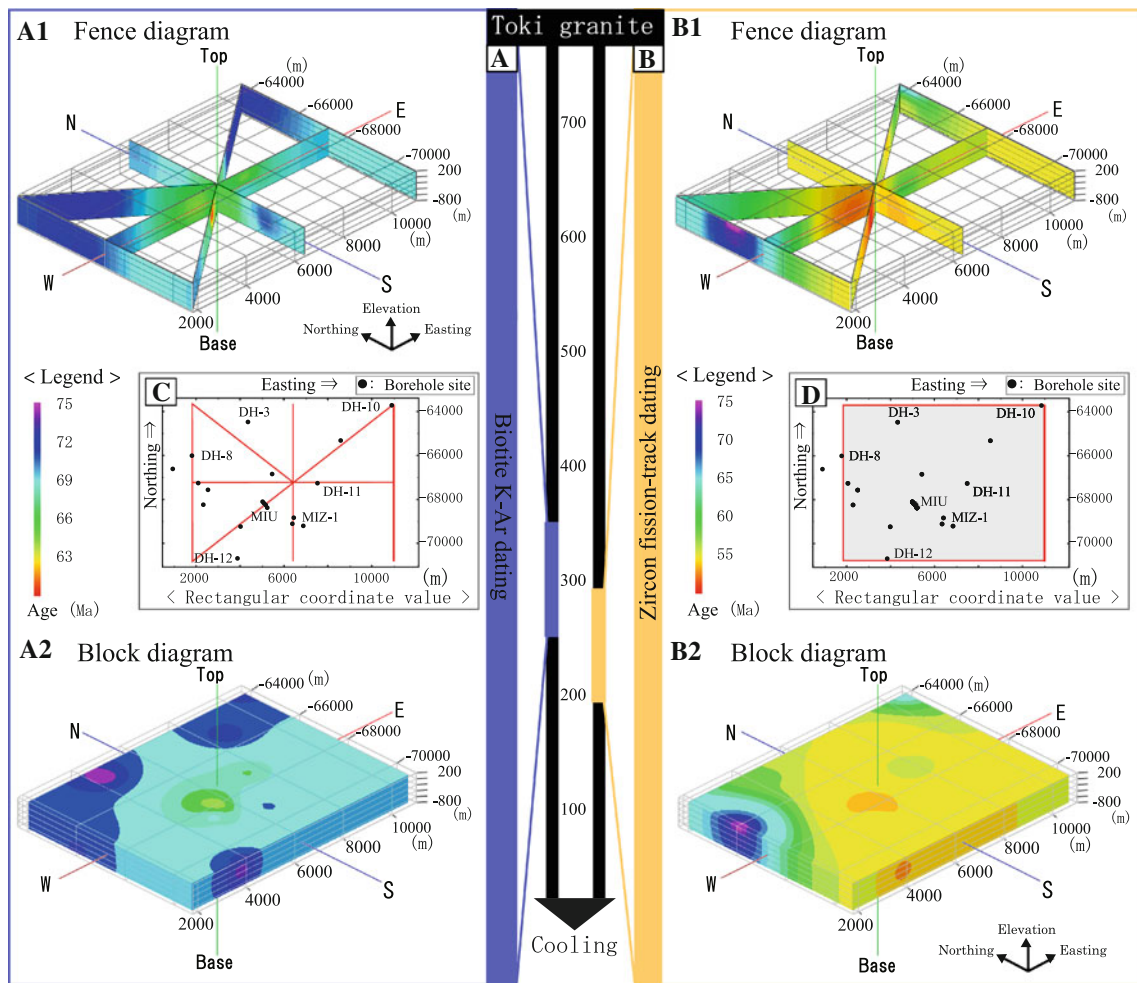 A1 Fence diagram
Top
(m)
-64000
-66000
E
-68000
N
-70000
200
-800
(m)
10000
(m)
8000
6000
W
S
4000
2000
Base
Elevation
Northing
Easting
< Legend >
75
72
69
66
63
Age (Ma)
C
Easting ⇒
●: Borehole site
Northing ⇒
DH-3
DH-10
DH-8
DH-11
MIU
MIZ-1
DH-12
-64000
-66000
-68000
-70000
(m)
2000
4000
6000
8000
10000
< Rectangular coordinate value >
A2 Block diagram
Top
-64000 (m)
-66000
E
N
-68000
-70000
200
-800
(m)
10000
(m)
8000
6000
W
S
4000
2000
Base
Toki granite
A
B
700
600
500
400
300
200
100
Biotite K-Ar dating
Zircon fission-track dating
Cooling
B1 Fence diagram
Top
(m)
-64000
-66000
E
-68000
N
-70000
200
-800
(m)
10000
(m)
8000
6000
W
S
4000
2000
Base
< Legend >
75
70
65
60
55
Age (Ma)
D
Easting ⇒
●: Borehole site
Northing ⇒
DH-3
DH-10
DH-8
DH-11
MIU
MIZ-1
DH-12
-64000
-66000
-68000
-70000
(m)
2000
4000
6000
8000
10000
< Rectangular coordinate value >
B2 Block diagram
Top
-64000 (m)
-66000
E
N
-68000
-70000
200
-800
(m)
10000
(m)
8000
6000
W
S
4000
2000
Base
Elevation
Northing
Easting